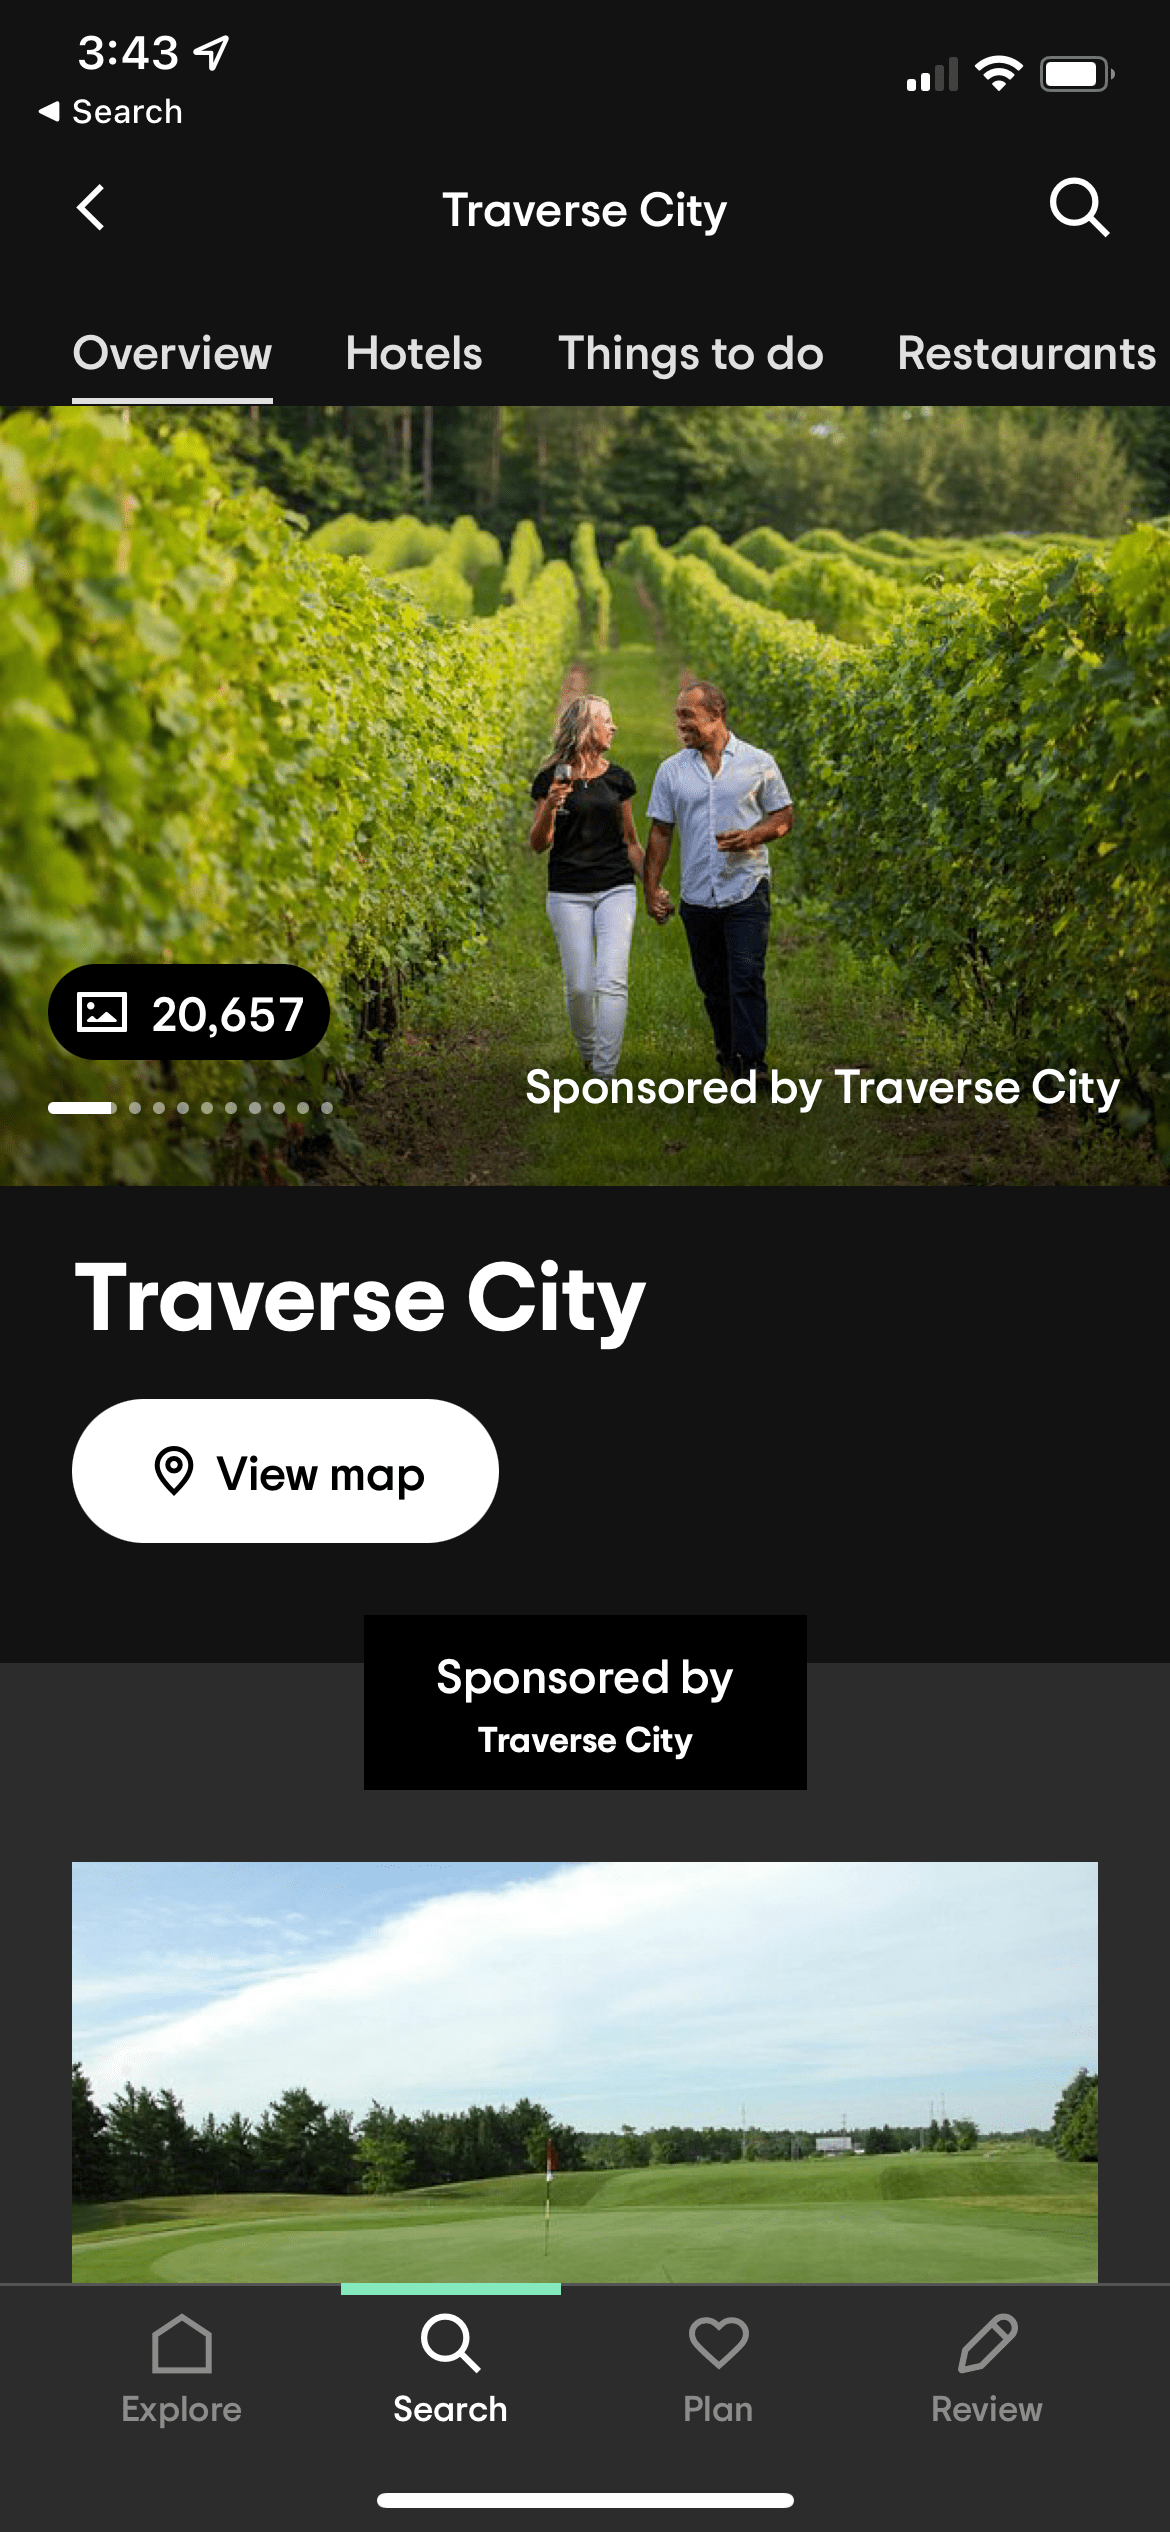 3:43
Search
Traverse City
Overview Hotels Things to do Restaurants
20,657
Sponsored by Traverse City
Traverse City
View map
Sponsored by
Traverse City
Explore Search Plan Review